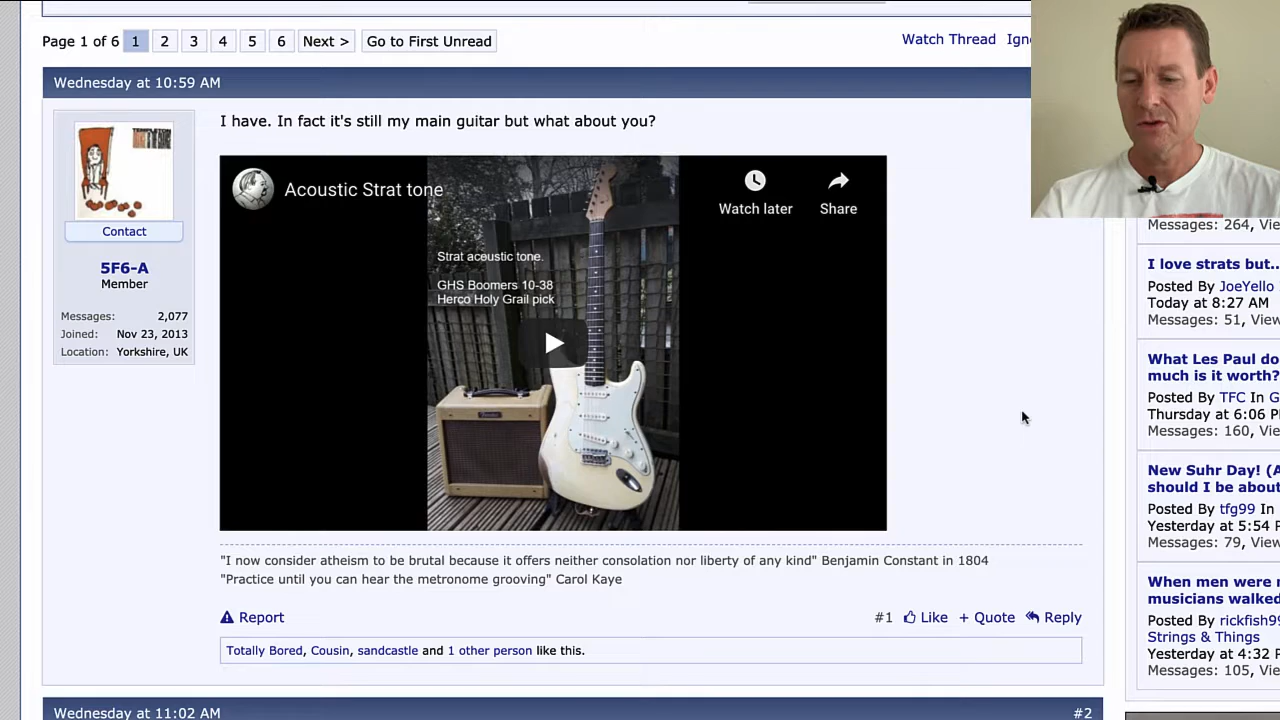 Page 1 of 6 1 2 3 4 5 6 Next > Go to First Unread
Watch Thread
Wednesday at 10:59 AM
I have. In fact it's still my main guitar but what about you?
Acoustic Strat tone
Watch later
Share
Strat aceustic tone.
GHS Boomers 10-38
Herco Holy Grail pick
Contact
5F6-A
Member
Messages: 2,077
Joined: Nov 23, 2013
Location: Yorkshire, UK
"I now consider atheism to be brutal because it offers neither consolation nor liberty of any kind" Benjamin Constant in 1804
"Practice until you can hear the metronome grooving" Carol Kaye
Report
#1 Like + Quote Reply
Totally Bored, Cousin, sandcastle and 1 other person like this.
Wednesday at 11:02 AM
#2
Messages: 264,
I love strats but..
Posted By JoeYello
Today at 8:27 AM
Messages: 51,
What Les Paul do
much is it worth?
Posted By TFC In
Thursday at 6:06
Messages: 160,
New Suhr Day!
should I be
Posted By tfg99 In
Yesterday at 5:54
Messages: 79,
When men were
musicians walked
Posted By
Strings & Things
Yesterday at 4:32
Messages: 105,